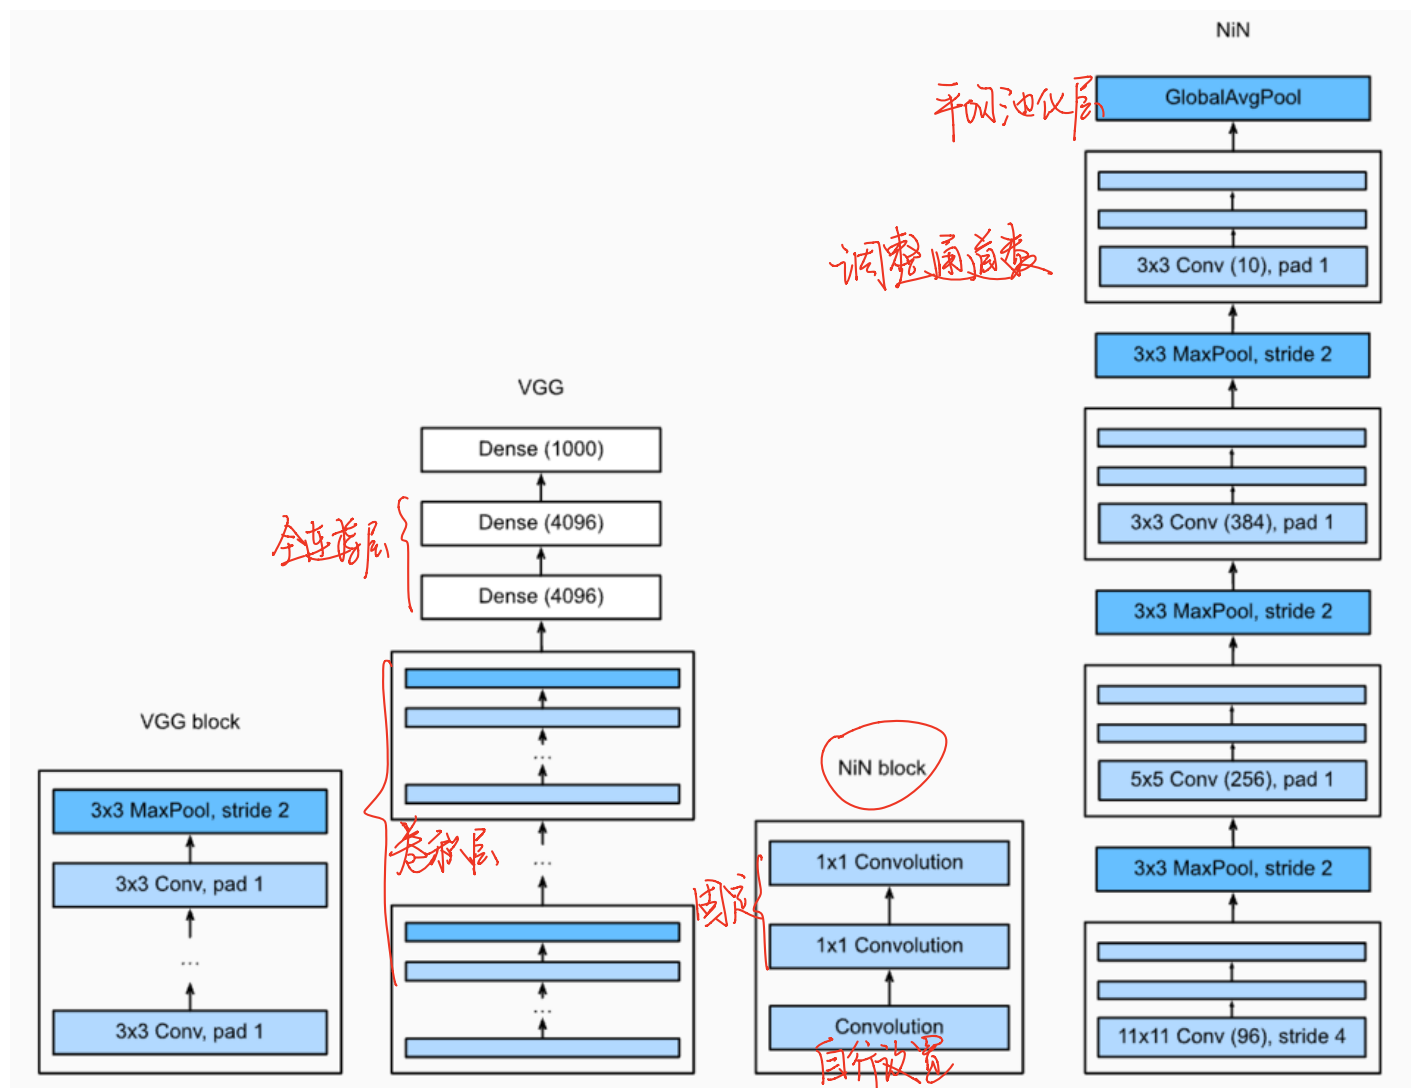 VGG block
3x3 MaxPool, stride 2
3x3 Conv, pad 1
...
3x3 Conv, pad 1
VGG
Dense (1000)
Dense (4096)
Dense (4096)
全连接层
...
...
...
卷积层
NiN block
1x1 Convolution
1x1 Convolution
固定
Convolution
自行设置
NiN
平均池化层
GlobalAvgPool
调整通道数
3x3 Conv (10), pad 1
3x3 MaxPool, stride 2
3x3 Conv (384), pad 1
3x3 MaxPool, stride 2
5x5 Conv (256), pad 1
3x3 MaxPool, stride 2
11x11 Conv (96), stride 4